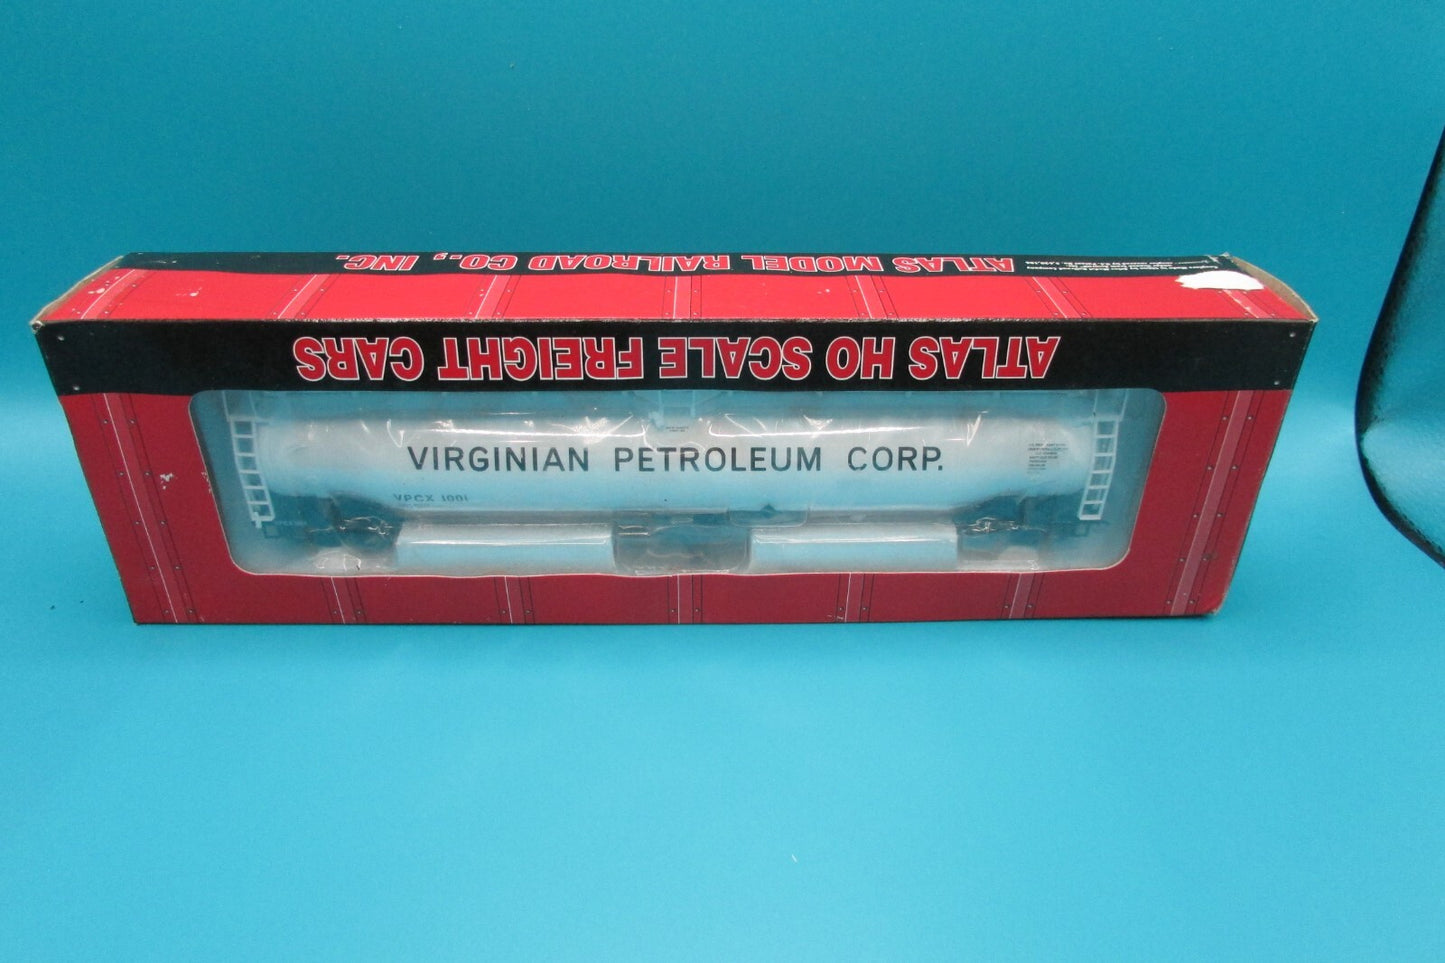 ATLAS MODEL RAILROAD CO., INC.
ATLAS HO SCALE FREIGHT CARS
VIRGINIAN PETROLEUM CORP.
VPCX 1001